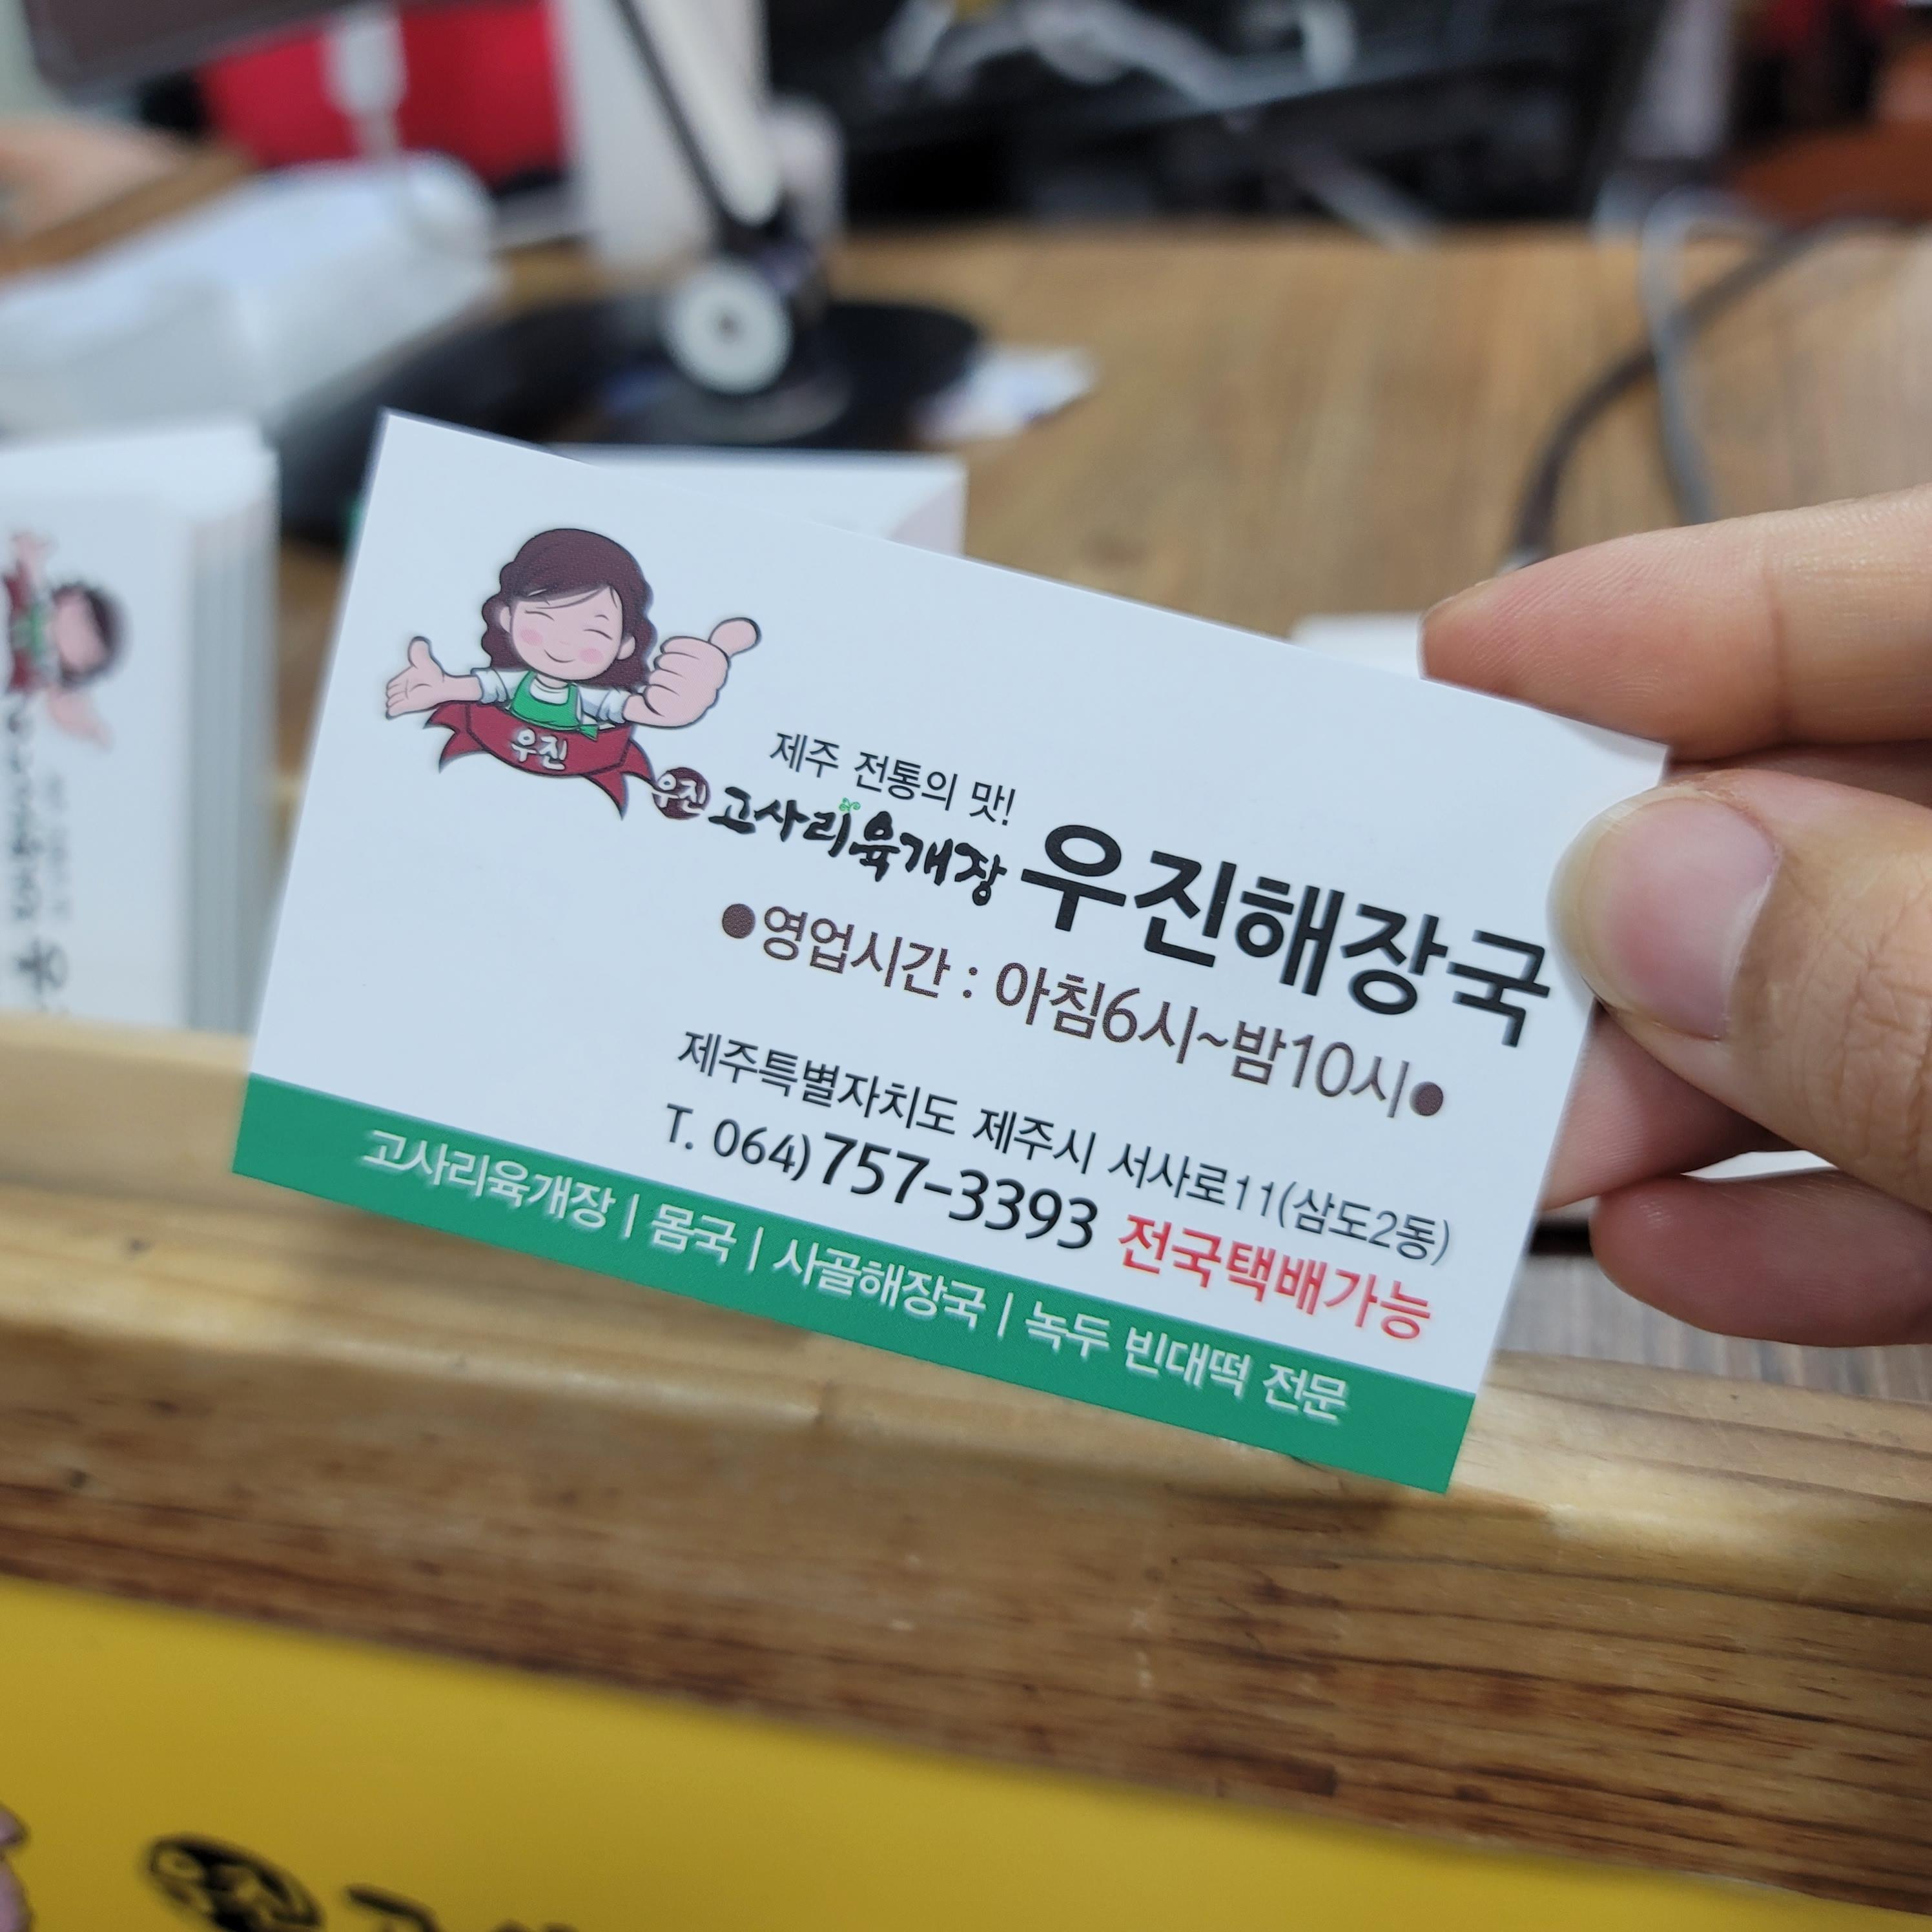 우진
제주 전통의 맛!
우진 고사리육개장 우진해장국
●영업시간 : 아침6시~밤10시●
제주특별자치도 제주시 서사로11(삼도2동)
T. 064)757-3393 전국택배가능
고사리육개장 | 몸국 | 사골해장국 | 녹두 빈대떡 전문